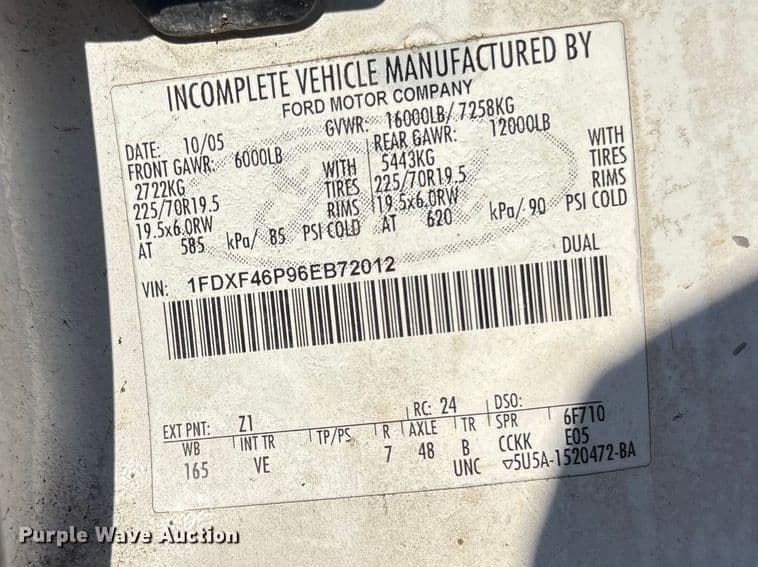 INCOMPLETE VEHICLE MANUFACTURED BY
FORD MOTOR COMPANY
DATE: 10/05 GVWR: 16000LB/ 7258KG
FRONT GAWR: 6000LB REAR GAWR: 12000LB
2722KG WITH 5443KG WITH
225/70R19.5 TIRES 225/70R19.5 TIRES
19.5x6.0RW RIMS 19.5x6.0RW RIMS
AT 585 kPa/ 85 PSI COLD AT 620 kPa/ 90 PSI COLD
VIN: 1FDXF46P96EB72012 DUAL
EXT PNT: Z1 RC: 24 DSO:
WB INT TR TP/PS R AXLE TR SPR 6F710
165 VE 7 48 B CCKK E05
UNC ▽5U5A-1520472-BA
Purple Wave Auction